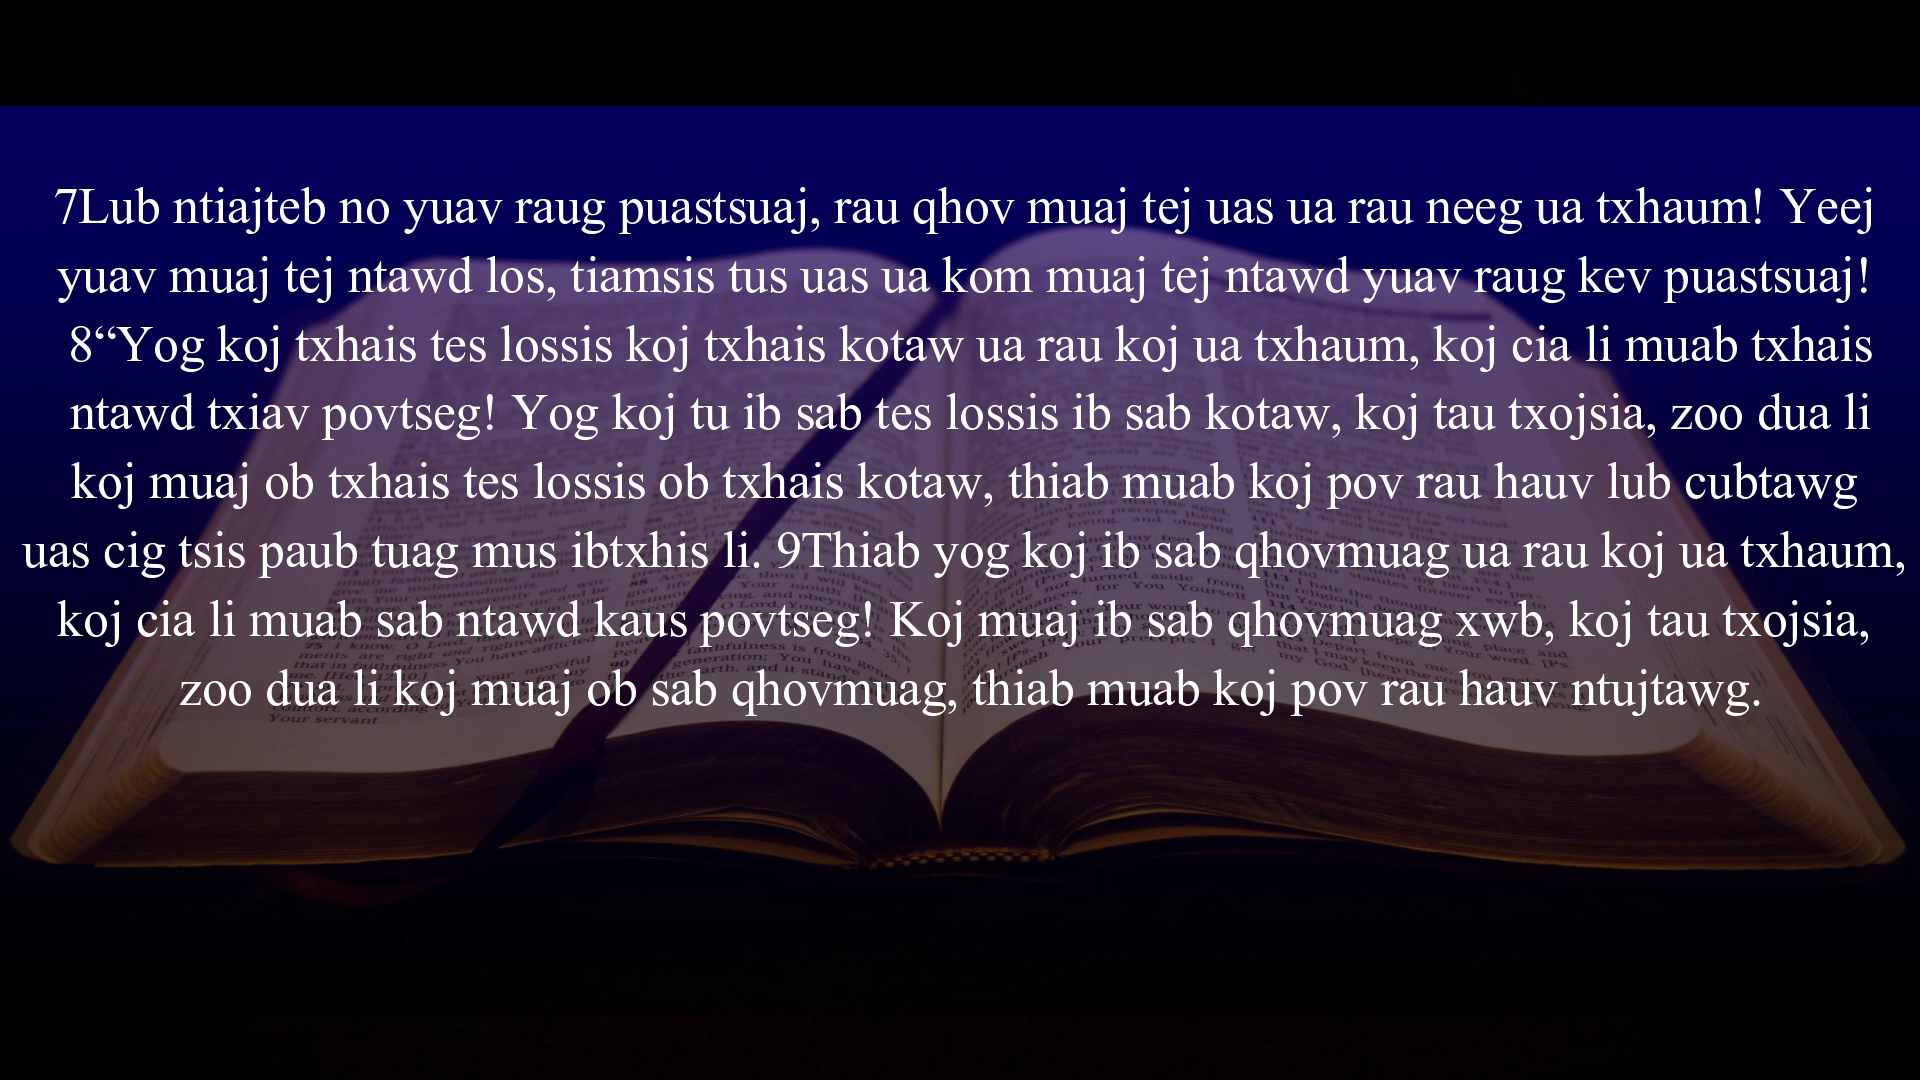 7Lub ntiajteb no yuav raug puastsuaj, rau qhov muaj tej uas ua rau neeg ua txhaum! Yeej
yuav muaj tej ntawd los, tiamsis tus uas ua kom muaj tej ntawd yuav raug kev puastsuaj!
8“Yog koj txhais tes lossis koj txhais kotaw ua rau koj ua txhaum, koj cia li muab txhais
ntawd txiav povtseg! Yog koj tu ib sab tes lossis ib sab kotaw, koj tau txojsia, zoo dua li
koj muaj ob txhais tes lossis ob txhais kotaw, thiab muab koj pov rau hauv lub cubtawg
uas cig tsis paub tuag mus ibtxhis li. 9Thiab yog koj ib sab qhovmuag ua rau koj ua txhaum,
koj cia li muab sab ntawd kaus povtseg! Koj muaj ib sab qhovmuag xwb, koj tau txojsia,
zoo dua li koj muaj ob sab qhovmuag, thiab muab koj pov rau hauv ntujtawg.